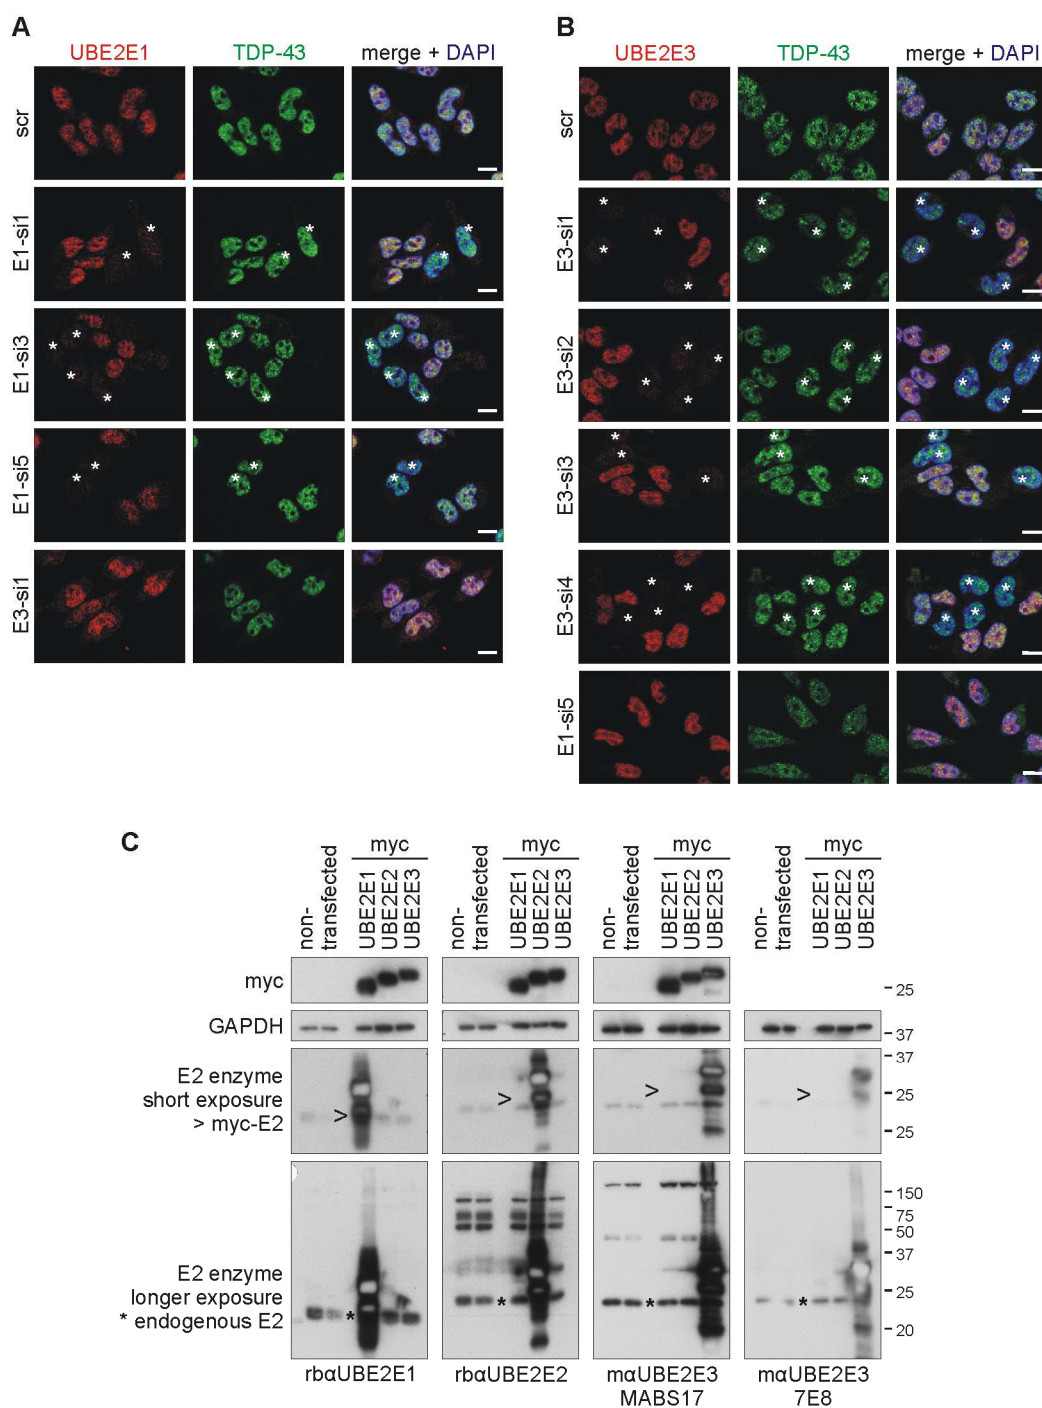 A
UBE2E1 TDP-43 merge + DAPI
scr
E1-si1
E1-si3
E1-si5
E3-si1
B
UBE2E3 TDP-43 merge + DAPI
scr
E3-si1
E3-si2
E3-si3
E3-si4
E1-si5
C
myc myc myc myc
non-transfected UBE2E1 UBE2E2 UBE2E3 non-transfected UBE2E1 UBE2E2 UBE2E3 non-transfected UBE2E1 UBE2E2 UBE2E3 non-transfected UBE2E1 UBE2E2 UBE2E3
myc
25
GAPDH
37
E2 enzyme
short exposure
> myc-E2
> > > >
37
25
25
E2 enzyme
longer exposure
* endogenous E2
* * * *
150
75
50
37
25
20
rbαUBE2E1 rbαUBE2E2 mαUBE2E3 mαUBE2E3
MABS17 7E8